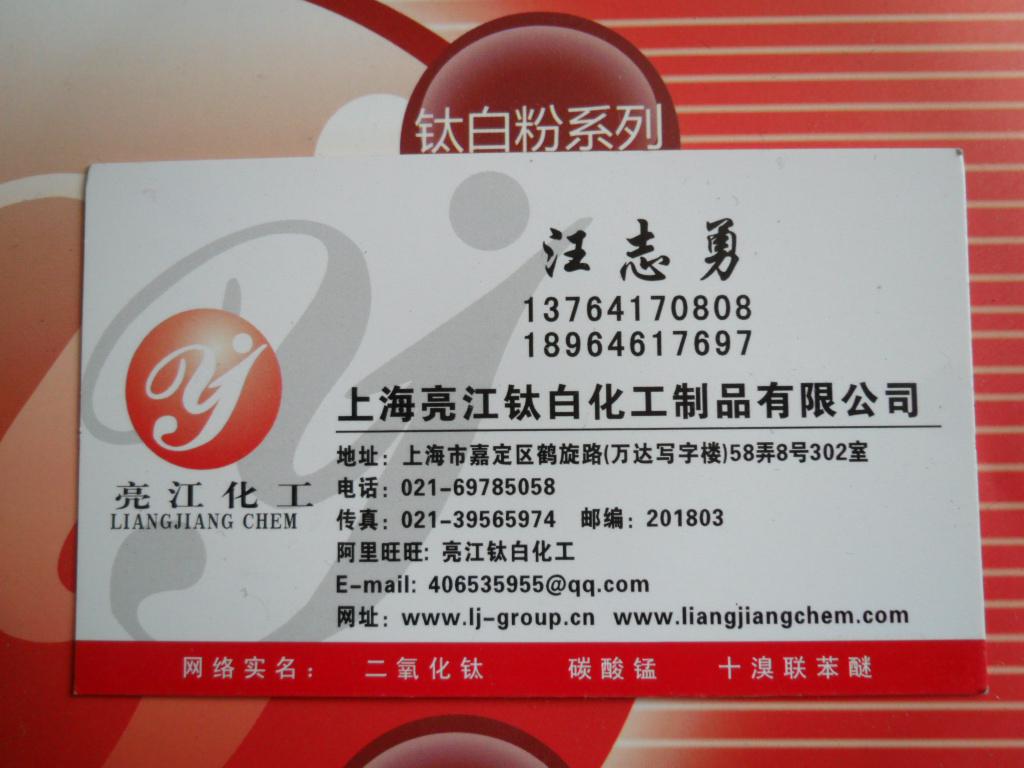 钛白粉系列
汪志勇
13764170808
18964617697
yj
亮江化工
LIANGJIANG CHEM
上海亮江钛白化工制品有限公司
地址：上海市嘉定区鹤旋路(万达写字楼)58弄8号302室
电话：021-69785058
传真：021-39565974 邮编：201803
阿里旺旺: 亮江钛白化工
E-mail: 406535955@qq.com
网址：www.lj-group.cn www.liangjiangchem.com
网络实名： 二氧化钛 碳酸锰 十溴联苯醚